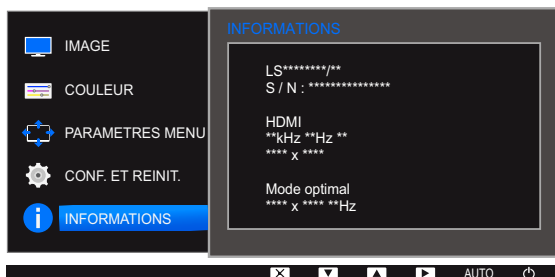 IMAGE
COULEUR
PARAMETRES MENU
CONF. ET REINIT.
INFORMATIONS
INFORMATIONS
LS********/**
S / N : ***************
HDMI
**kHz **Hz **
**** x ****
Mode optimal
**** x **** **Hz
AUTO